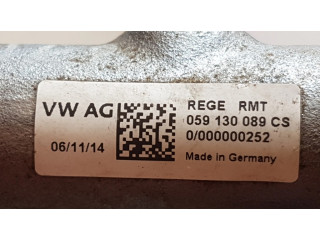 VW AG
06/11/14
REGE RMT
059 130 089 CS
0/000000252
Made in Germany